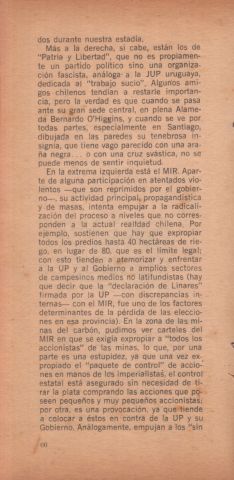 dos durante nuestra estadía.
Más a la derecha, si cabe, están los de
"Patria y Libertad", que no es propiamen-
te un partido político sino una organiza-
ción fascista, análoga a la JUP uruguaya,
dedicada al "trabajo sucio". Algunos ami-
gos chilenos tendían a restarle importan-
cia, pero la verdad es que cuando se pasa
ante su gran sede central, en plena Alame-
da Bernardo O'Higgins, y cuando se ve por
todas partes, especialmente en Santiago,
dibujada en las paredes su tenebrosa in-
signia, que tiene vago parecido con una ara-
ña negra... o con una cruz svástica, no se
puede menos de sentir inquietud.
En la extrema izquierda está el MIR. Apar-
te de alguna participación en atentados vio-
lentos —que son reprimidos por el gobier-
no—, su actividad principal, propagandística
y de masas, intenta empujar a la radicali-
zación del proceso a niveles que no corres-
ponden a la actual realidad chilena. Por
ejemplo, sostienen que hay que expropiar
todos los predios hasta 40 hectáreas de rie-
go, en lugar de 80, que es el límite legal;
con esto tienden a atemorizar y enfrentar
a la UP y al Gobierno a amplios sectores
de campesinos medios no latifundistas (hay
que decir que la "declaración de Linares"
firmada por la UP —con discrepancias in-
ternas— con el MIR, fue uno de los factores
determinantes de la pérdida de las eleccio-
nes en esa provincia). En la zona de las mi-
nas del carbón, pudimos ver carteles del
MIR en que se exigía expropiar a "todos los
accionistas" de las minas, lo que, por una
parte es una estupidez, ya que una vez ex-
propiado el "paquete de control" de accio-
nes en manos de los imperialistas, el control
estatal está asegurado sin necesidad de ti-
rar la plata comprando las acciones que po-
seen pequeños y muy pequeños accionistas;
por otra, es una provocación, ya que tiende
a colocar a éstos en contra de la UP y su
Gobierno. Análogamente, empujan a los "sin